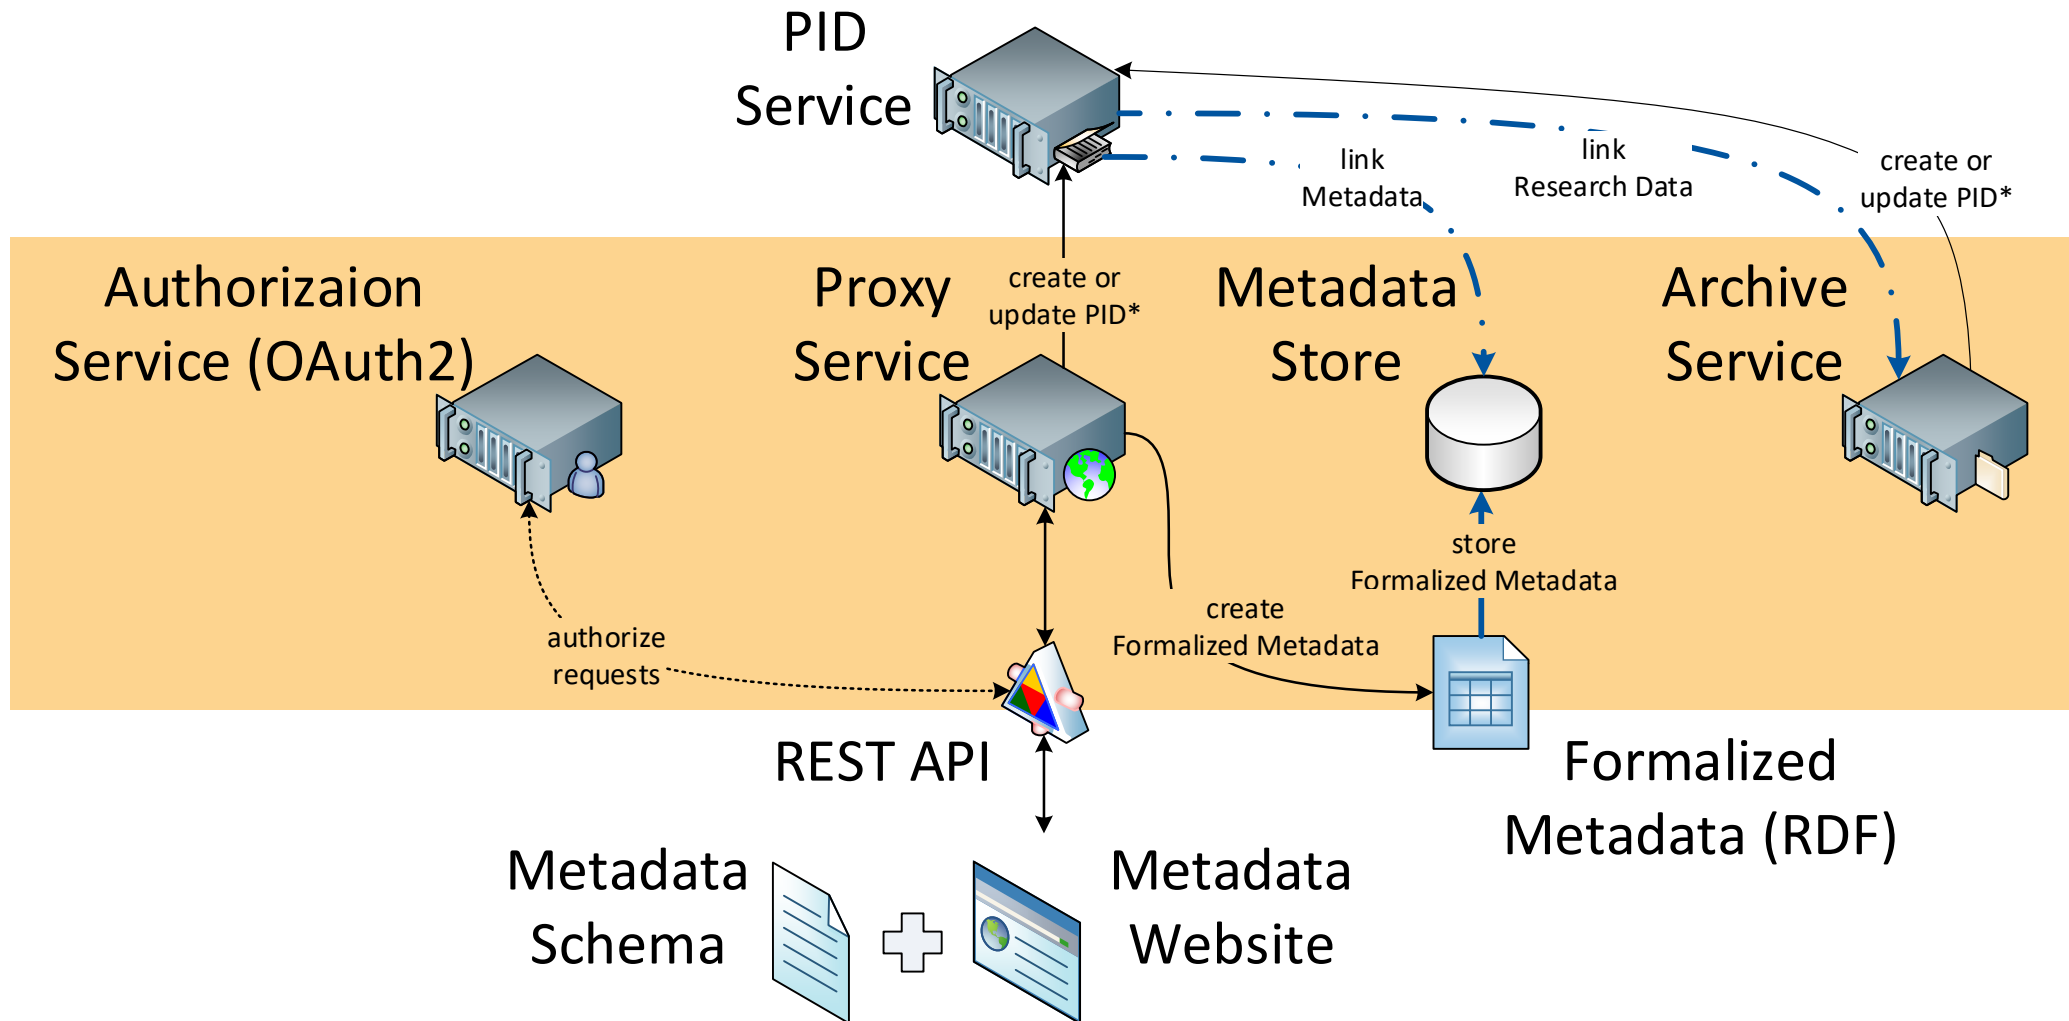 PID
Service
link
Metadata
link
Research Data
create or
update PID*
Authorizaion
Service (OAuth2)
Proxy
Service
create or
update PID*
Metadata
Store
Archive
Service
store
Formalized Metadata
create
Formalized Metadata
authorize
requests
REST API
Formalized
Metadata (RDF)
Metadata
Schema
Metadata
Website